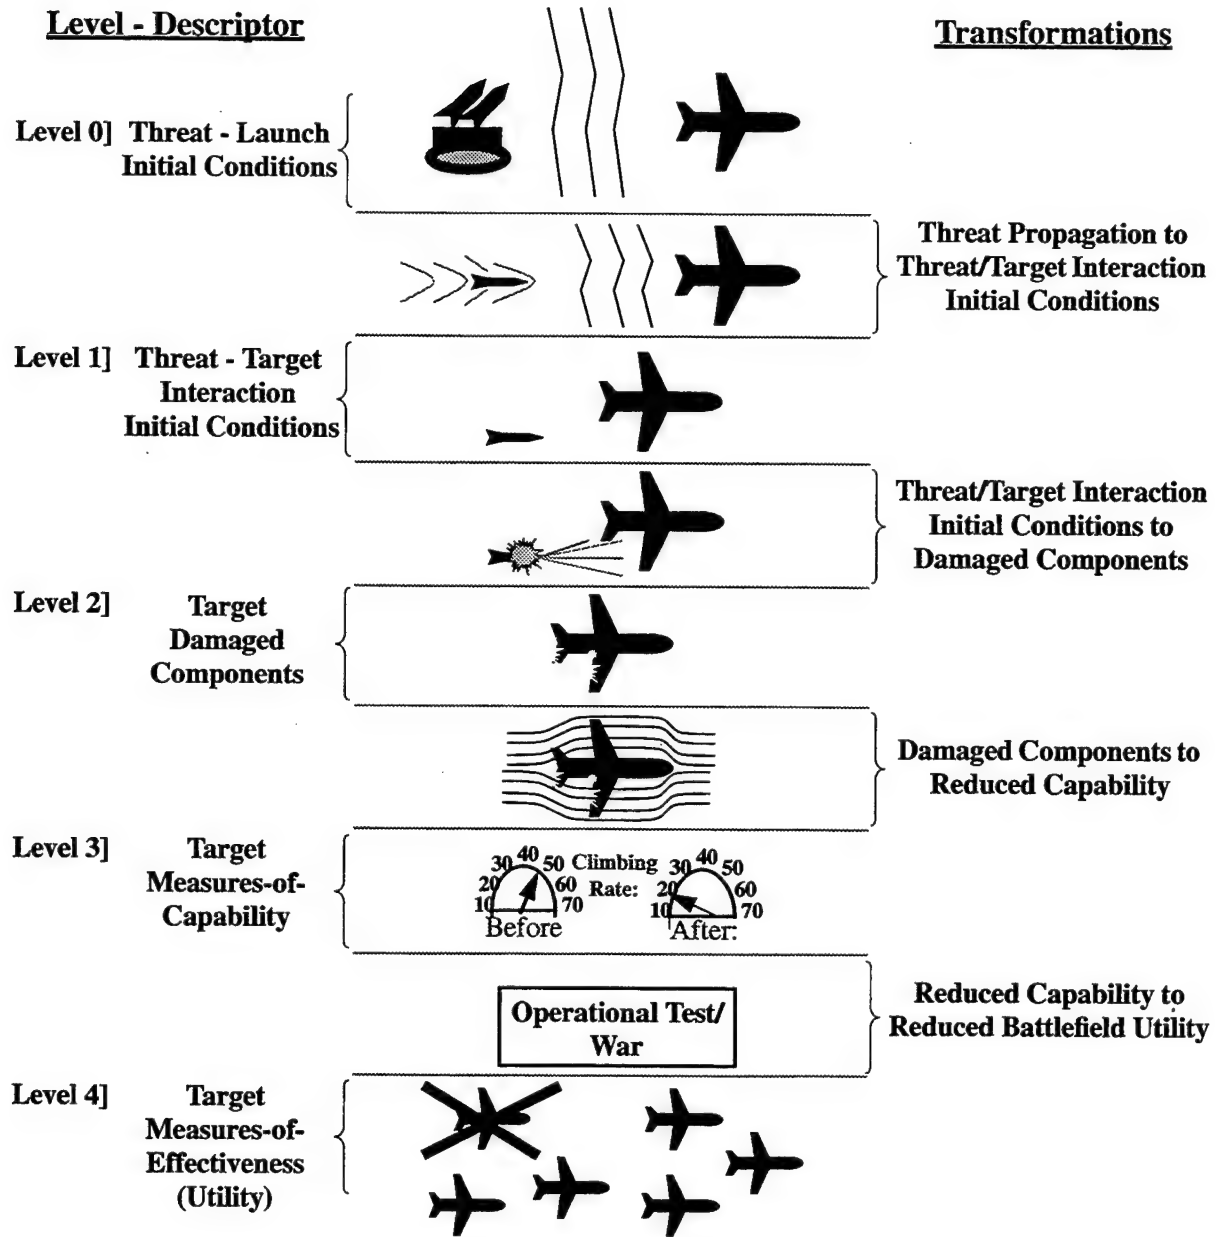 Level - Descriptor
Transformations
Level 0] Threat - Launch
Initial Conditions
Threat Propagation to
Threat/Target Interaction
Initial Conditions
Level 1] Threat - Target
Interaction
Initial Conditions
Threat/Target Interaction
Initial Conditions to
Damaged Components
Level 2] Target
Damaged
Components
Damaged Components to
Reduced Capability
Level 3] Target
Measures-of-
Capability
10 20 30 40 50 60 70
Before
Climbing
Rate:
10 20 30 40 50 60 70
After:
Operational Test/
War
Reduced Capability to
Reduced Battlefield Utility
Level 4] Target
Measures-of-
Effectiveness
(Utility)